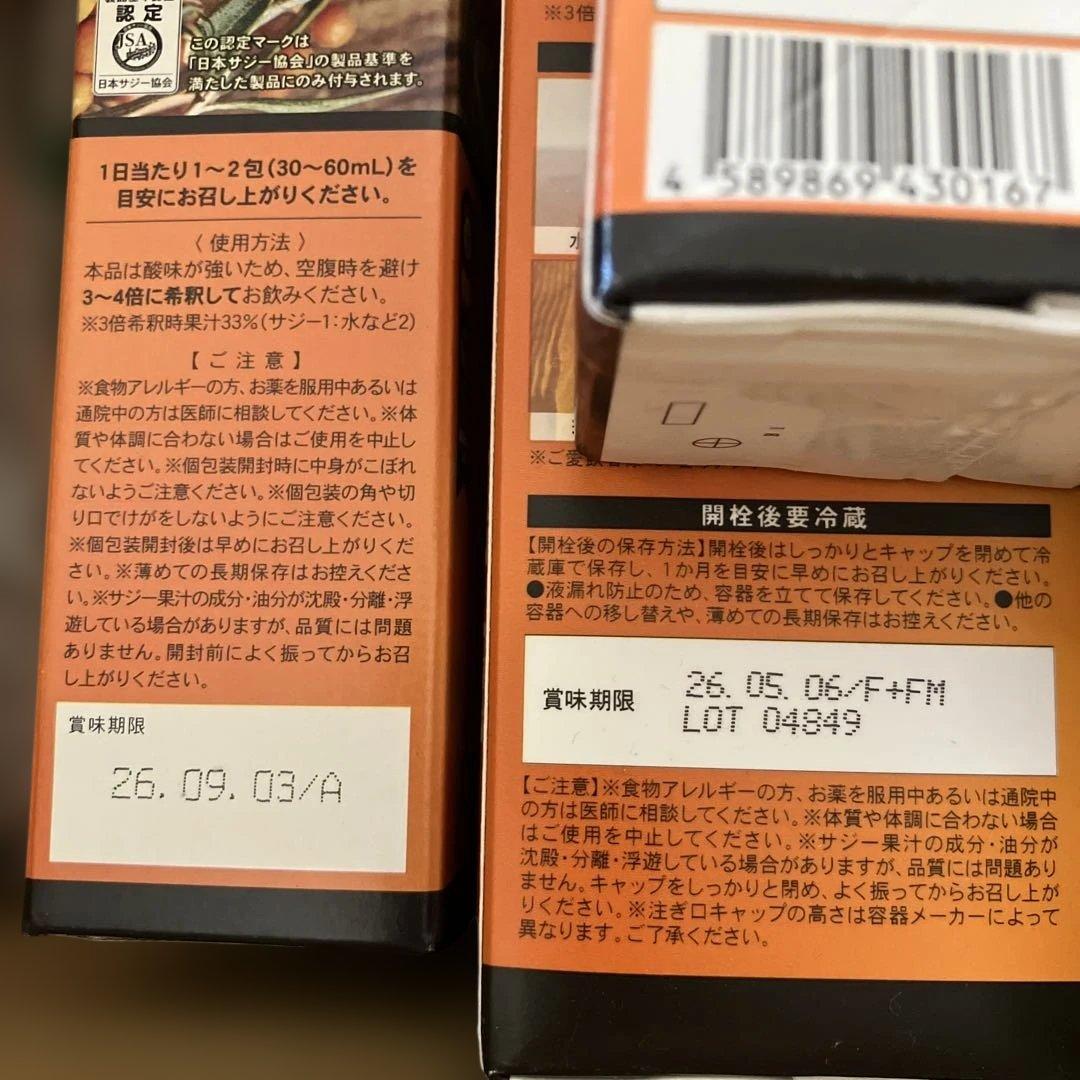 認定
JSA
日本サジー協会
この認定マークは
「日本サジー協会」の製品基準を
満たした製品にのみ付与されます。
1日当たり1〜2包(30〜60mL)を
目安にお召し上がりください。
〈 使用方法 〉
本品は酸味が強いため、空腹時を避け
3〜4倍に希釈してお飲みください。
※3倍希釈時果汁33%(サジー1:水など2)
【ご注意】
※食物アレルギーの方、お薬を服用中あるいは
通院中の方は医師に相談してください。※体
質や体調に合わない場合はご使用を中止し
てください。※個包装開封時に中身がこぼれ
ないようご注意ください。※個包装の角や切
り口でけがをしないようにご注意ください。
※個包装開封後は早めにお召し上がりくだ
さい。※薄めての長期保存はお控えくださ
い。※サジー果汁の成分・油分が沈殿・分離・浮
遊している場合がありますが、品質には問題
ありません。開封前によく振ってからお召
し上がりください。
賞味期限
26.09.03/A
※3倍
4 589869 430167
開栓後要冷蔵
【開栓後の保存方法】開栓後はしっかりとキャップを閉めて冷
蔵庫で保存し、1か月を目安に早めにお召し上がりください。
●液漏れ防止のため、容器を立てて保存してください。●他の
容器への移し替えや、薄めての長期保存はお控えください。
賞味期限
26.05.06/F+FM
LOT 04849
【ご注意】※食物アレルギーの方、お薬を服用中あるいは通院中
の方は医師に相談してください。※体質や体調に合わない場合
はご使用を中止してください。※サジー果汁の成分・油分が
沈殿・分離・浮遊している場合がありますが、品質には問題あり
ません。キャップをしっかりと閉め、よく振ってからお召し上が
りください。※注ぎ口キャップの高さは容器メーカーによって
異なります。ご了承ください。